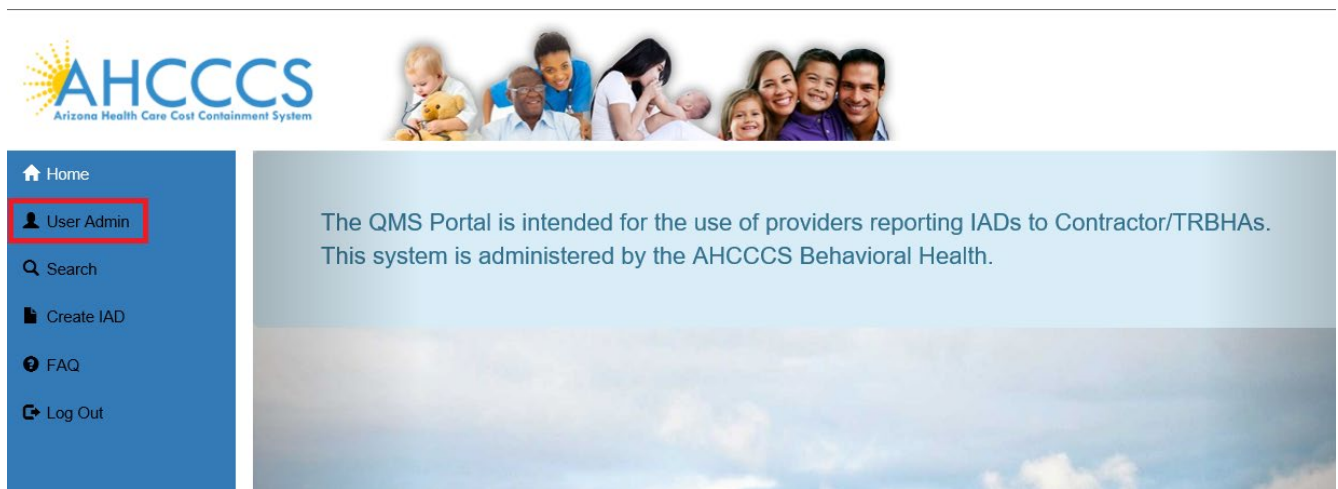 AHCCCS
Arizona Health Care Cost Containment System
Home
User Admin
Search
Create IAD
FAQ
Log Out
The QMS Portal is intended for the use of providers reporting IADs to Contractor/TRBHAs.
This system is administered by the AHCCCS Behavioral Health.